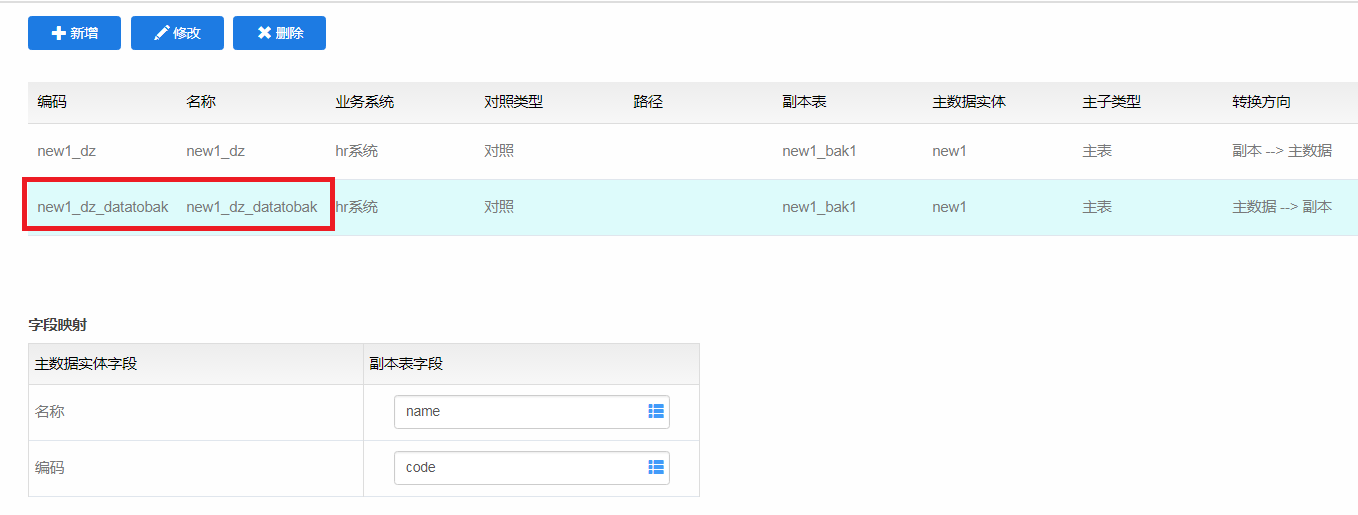 新增 修改 删除
编码 名称 业务系统 对照类型 路径 副本表 主数据实体 主子类型 转换方向
new1_dz new1_dz hr系统 对照 new1_bak1 new1 主表 副本 --> 主数据
new1_dz_datatobak new1_dz_datatobak hr系统 对照 new1_bak1 new1 主表 主数据 --> 副本
字段映射
主数据实体字段 副本表字段
名称 name
编码 code